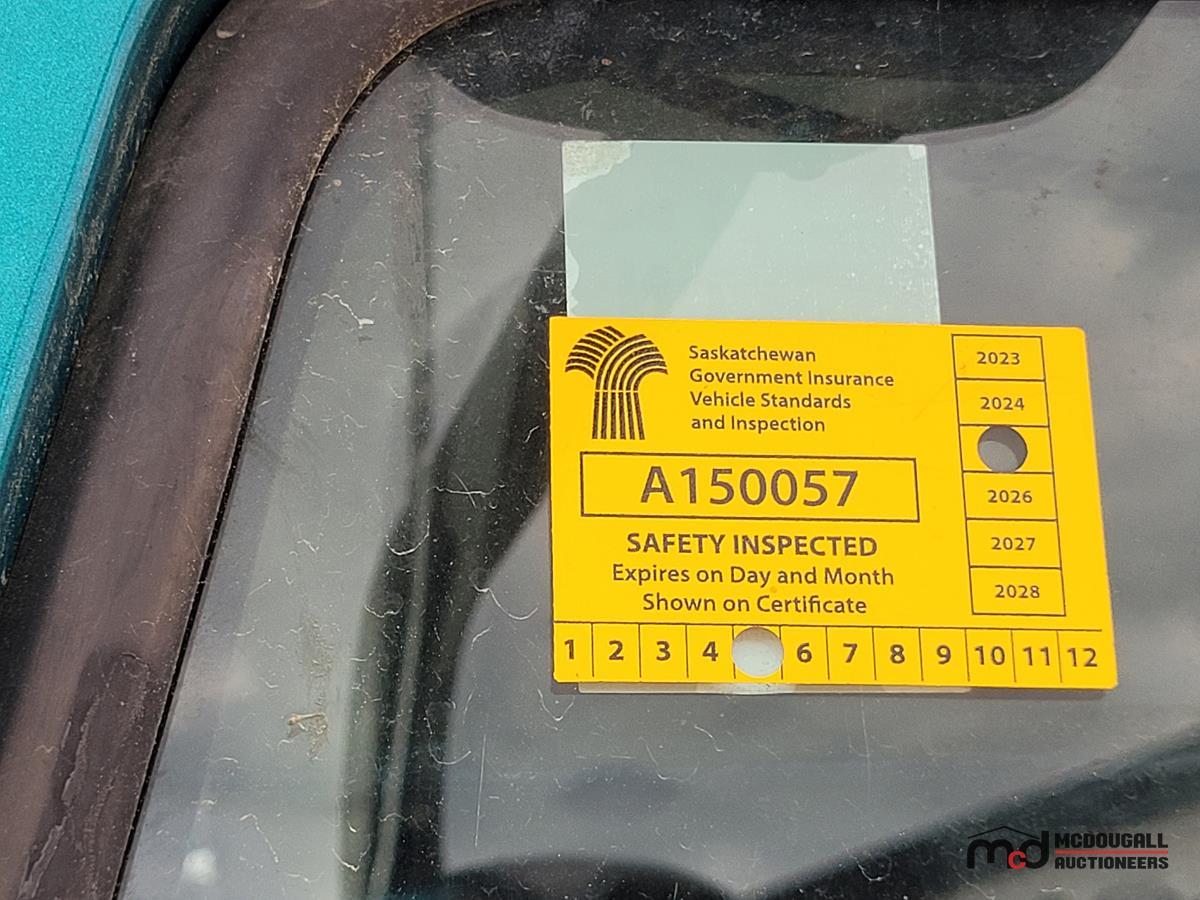 Saskatchewan
Government Insurance
Vehicle Standards
and Inspection
A150057
SAFETY INSPECTED
Expires on Day and Month
Shown on Certificate
2023
2024
2026
2027
2028
1 2 3 4 6 7 8 9 10 11 12
mcd MCDOUGALL
AUCTIONEERS